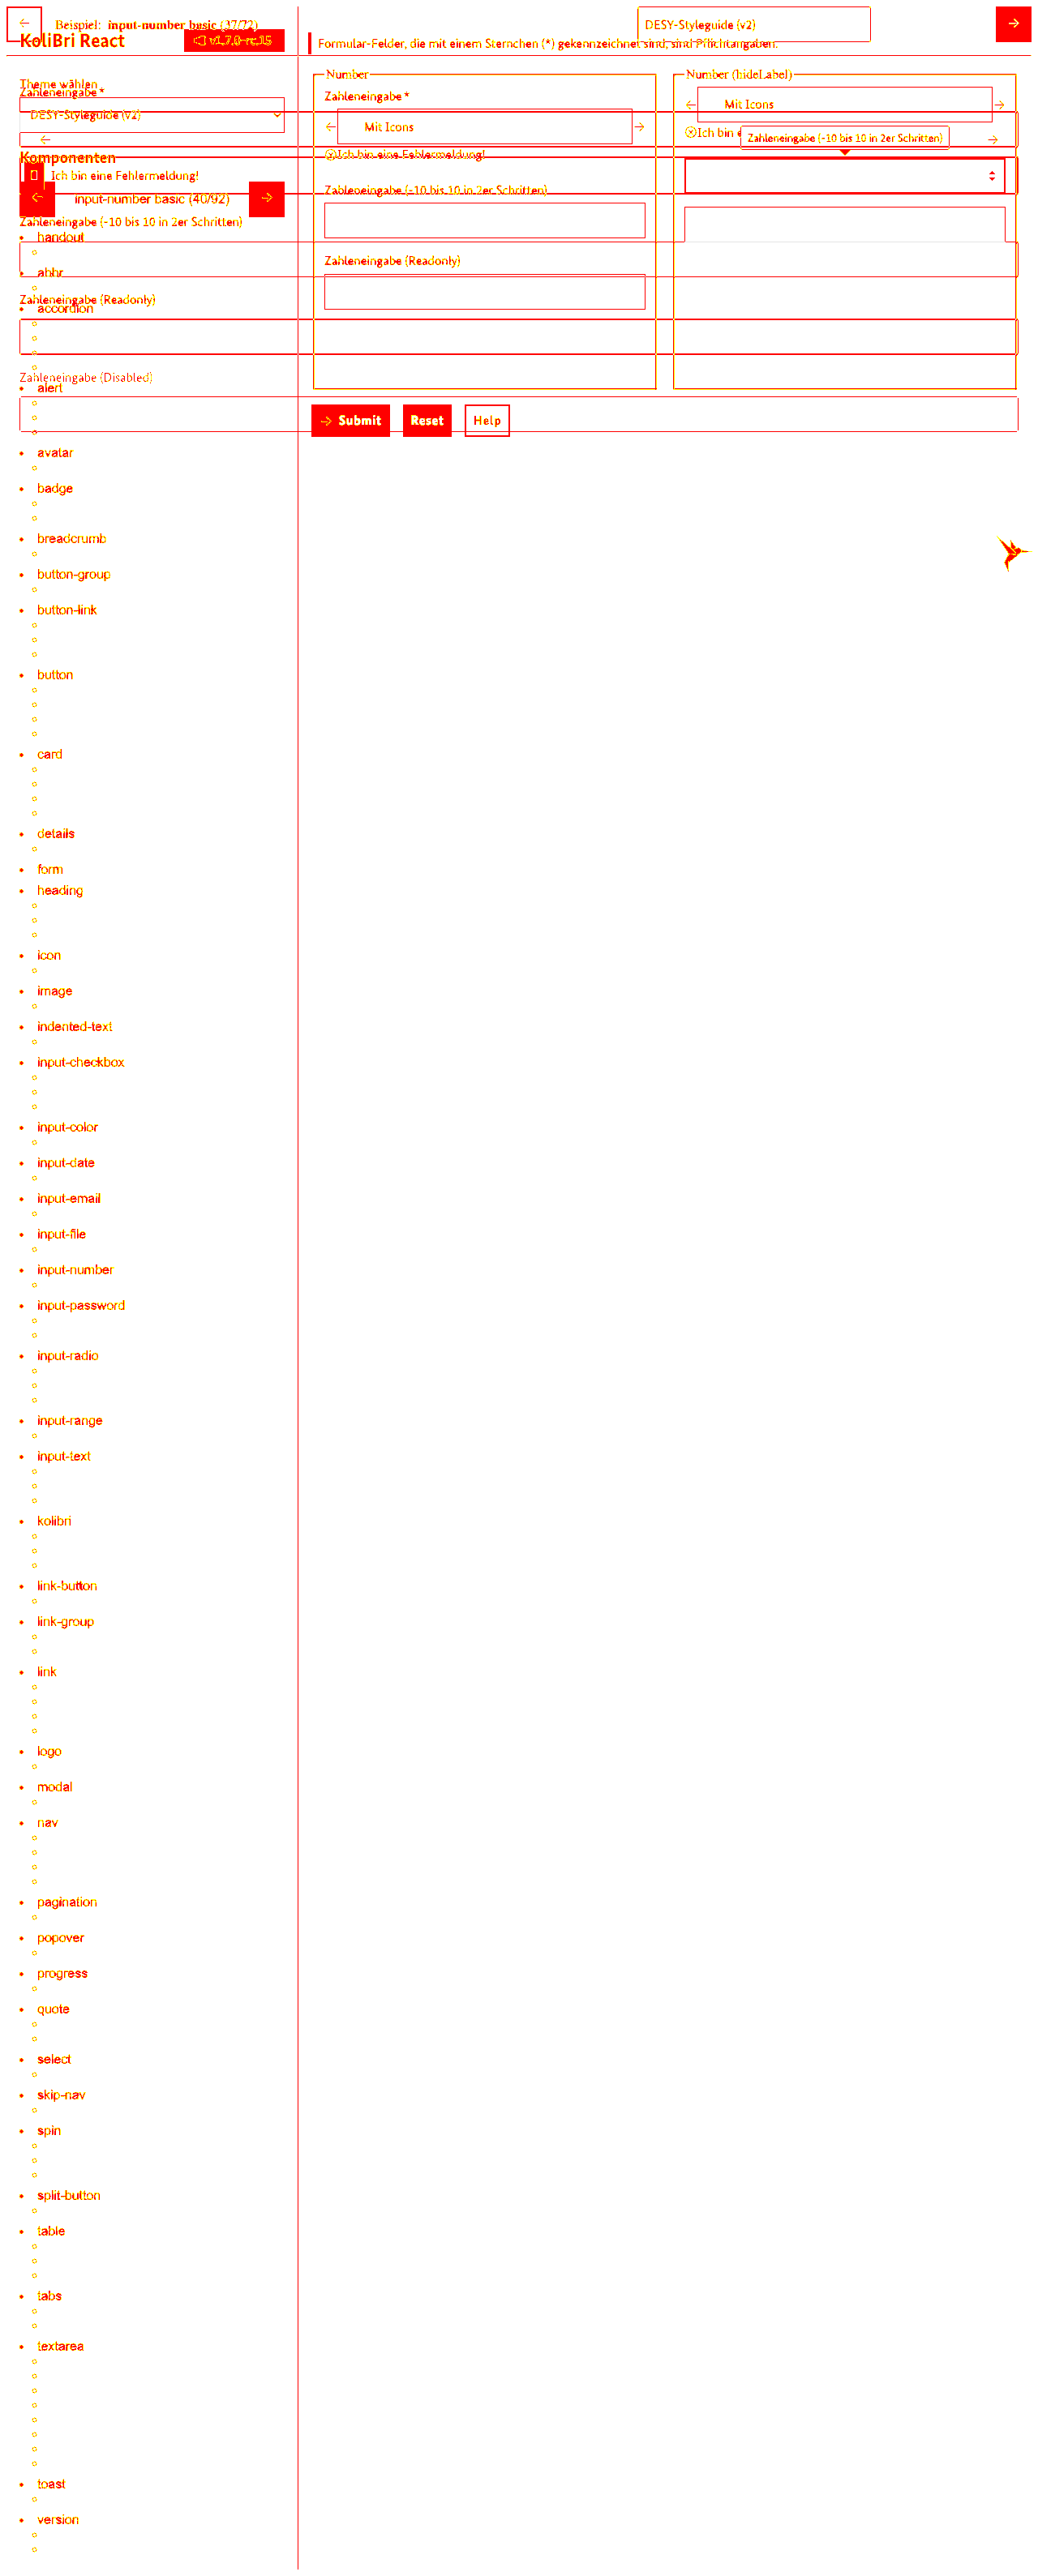 Beispiel: input-number basic (37/72)
DESY-Styleguide (v2)
KoliBri React
v1.7.0-rc.15
Formular-Felder, die mit einem Sternchen (*) gekennzeichnet sind, sind Pflichtangaben.
Theme wählen
Zahleneingabe *
DESY-Styleguide (v2)
Komponenten
Ich bin eine Fehlermeldung!
input-number basic (40/92)
Zahleneingabe (-10 bis 10 in 2er Schritten)
Zahleneingabe (Readonly)
Zahleneingabe (Disabled)
Number
Zahleneingabe *
Mit Icons
Ich bin eine Fehlermeldung!
Zahleneingabe (-10 bis 10 in 2er Schritten)
Zahleneingabe (Readonly)
Number (hideLabel)
Mit Icons
Ich bin
Zahleneingabe (-10 bis 10 in 2er Schritten)
Submit
Reset
Help
handout
abbr
accordion
alert
avatar
badge
breadcrumb
button-group
button-link
button
card
details
form
heading
icon
image
indented-text
input-checkbox
input-color
input-date
input-email
input-file
input-number
input-password
input-radio
input-range
input-text
kolibri
link-button
link-group
link
logo
modal
nav
pagination
popover
progress
quote
select
skip-nav
spin
split-button
table
tabs
textarea
toast
version